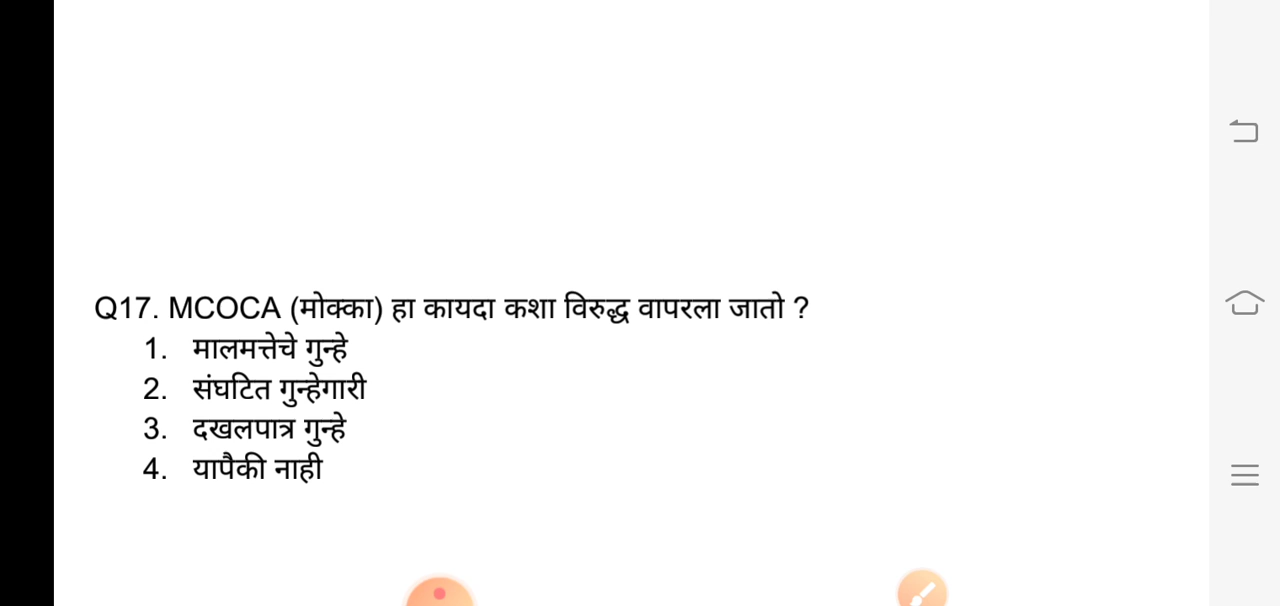 Q17. MCOCA (मोक्का) हा कायदा कशा विरुद्ध वापरला जातो ?
1. मालमत्तेचे गुन्हे
2. संघटित गुन्हेगारी
3. दखलपात्र गुन्हे
4. यापैकी नाही